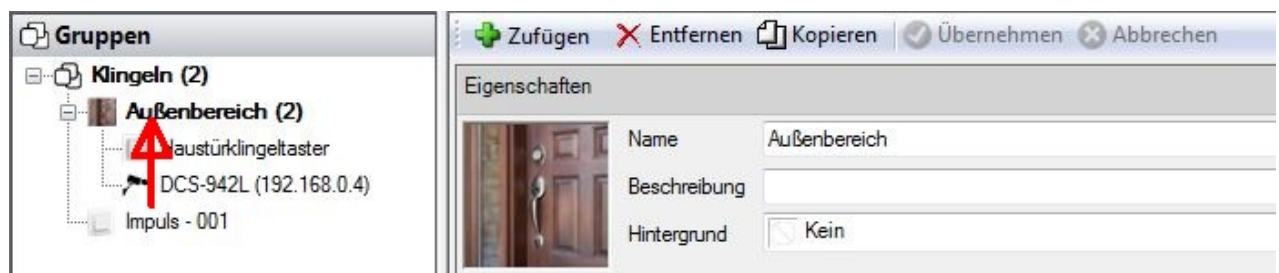 Gruppen
Klingeln (2)
Außenbereich (2)
Haustürklingeltaster
DCS-942L (192.168.0.4)
Impuls - 001
Zufügen Entfernen Kopieren Übernehmen Abbrechen
Eigenschaften
Name Außenbereich
Beschreibung
Hintergrund Kein